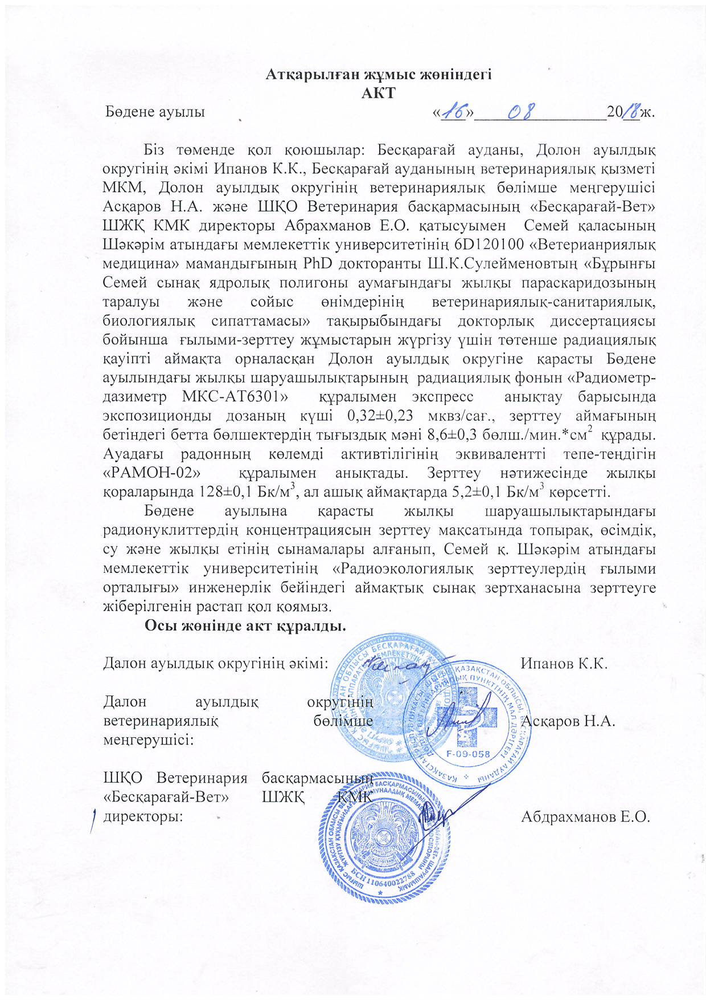 Атқарылған жұмыс жөніндегі
АКТ
Бөдене ауылы «16» 08 2018ж.
Біз төменде қол қоюшылар: Бесқарағай ауданы, Долон ауылдық
округінің әкімі Ипанов К.К., Бесқарағай ауданының ветеринариялық қызметі
МКМ, Долон ауылдық округінің ветеринариялық бөлімше меңгерушісі
Асқаров Н.А. және ШҚО Ветеринария басқармасының «Бесқарағай-Вет»
ШЖҚ КМК директоры Абрахманов Е.О. қатысуымен Семей қаласының
Шәкәрім атындағы мемлекеттік университетінің 6D120100 «Ветерианриялық
медицина» мамандығының PhD докторанты Ш.К.Сулейменовтың «Бұрынғы
Семей сынақ ядролық полигоны аумағындағы жылқы параскаридозының
таралуы және сойыс өнімдерінің ветеринариялық-санитариялық,
биологиялық сипаттамасы» тақырыбындағы докторлық диссертациясы
бойынша ғылыми-зерттеу жұмыстарын жүргізу үшін төтенше радиациялық
қауіпті аймақта орналасқан Долон ауылдық округіне қарасты Бөдене
ауылындағы жылқы шаруашылықтарының радиациялық фонын «Радиометр-
дазиметр МКС-АТ6301» құралымен экспресс анықтау барысында
экспозиционды дозаның күші 0,32±0,23 мквз/сағ., зерттеу аймағының
бетіндегі бетта бөлшектердің тығыздық мәні 8,6±0,3 бөлш./мин.*см² құрады.
Ауадағы радонның көлемді активтілігінің эквивалентті тепе-теңдігін
«РАМОН-02» құралымен анықтады. Зерттеу нәтижесінде жылқы
қораларында 128±0,1 Бк/м³, ал ашық аймақтарда 5,2±0,1 Бк/м³ көрсетті.
Бөдене ауылына қарасты жылқы шаруашылықтарындағы
радионуклиттердің концентрациясын зерттеу мақсатында топырақ, өсімдік,
су және жылқы етінің сынамалары алғанып, Семей қ. Шәкәрім атындағы
мемлекеттік университетінің «Радиоэкологиялық зерттеулердің ғылыми
орталығы» инженерлік бейіндегі аймақтық сынақ зертханасына зерттеуге
жіберілгенін растап қол қоямыз.
Осы жөнінде акт құралды.
Далон ауылдық округінің әкімі: Ипанов К.К.
Далон ауылдық округінің
ветеринариялық бөлімше Асқаров Н.А.
меңгерушісі:
F-09-058
ШҚО Ветеринария басқармасының
«Бесқарағай-Вет» ШЖҚ КМК
директоры: Абдрахманов Е.О.
БСН 110640022788